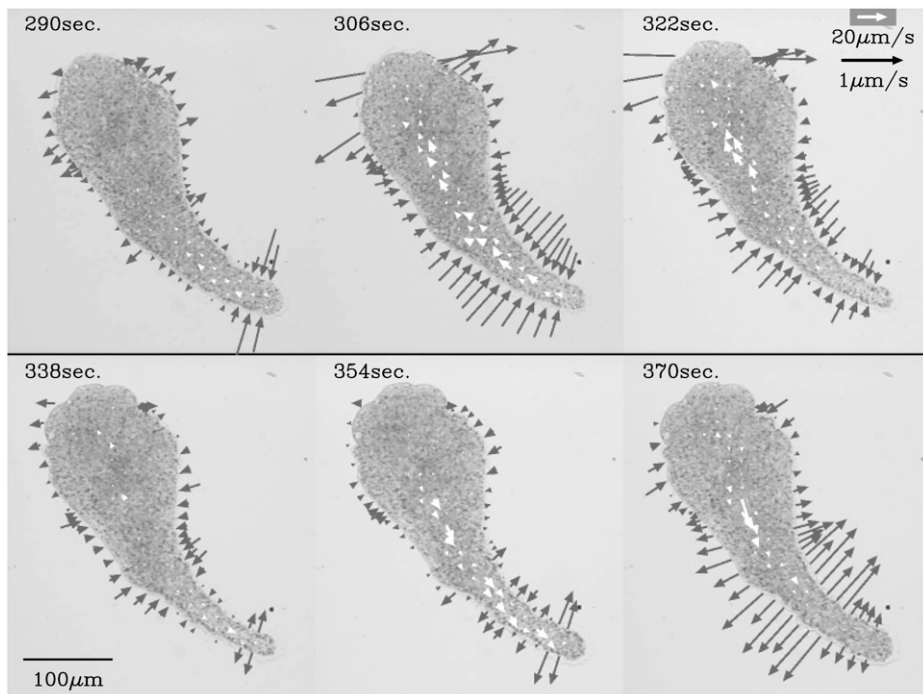 290sec.
306sec.
322sec.
20μm/s
1μm/s
338sec.
354sec.
370sec.
100μm